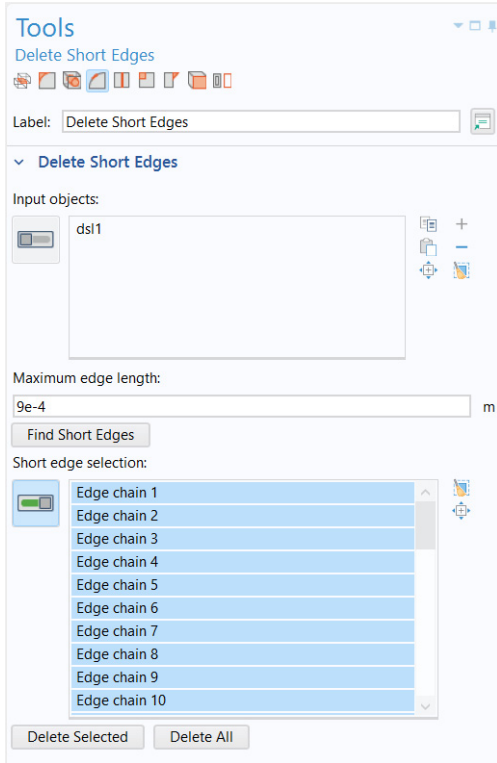 Tools
Delete Short Edges
Label: Delete Short Edges
Delete Short Edges
Input objects:
dsl1
Maximum edge length:
9e-4 m
Find Short Edges
Short edge selection:
Edge chain 1
Edge chain 2
Edge chain 3
Edge chain 4
Edge chain 5
Edge chain 6
Edge chain 7
Edge chain 8
Edge chain 9
Edge chain 10
Delete Selected Delete All